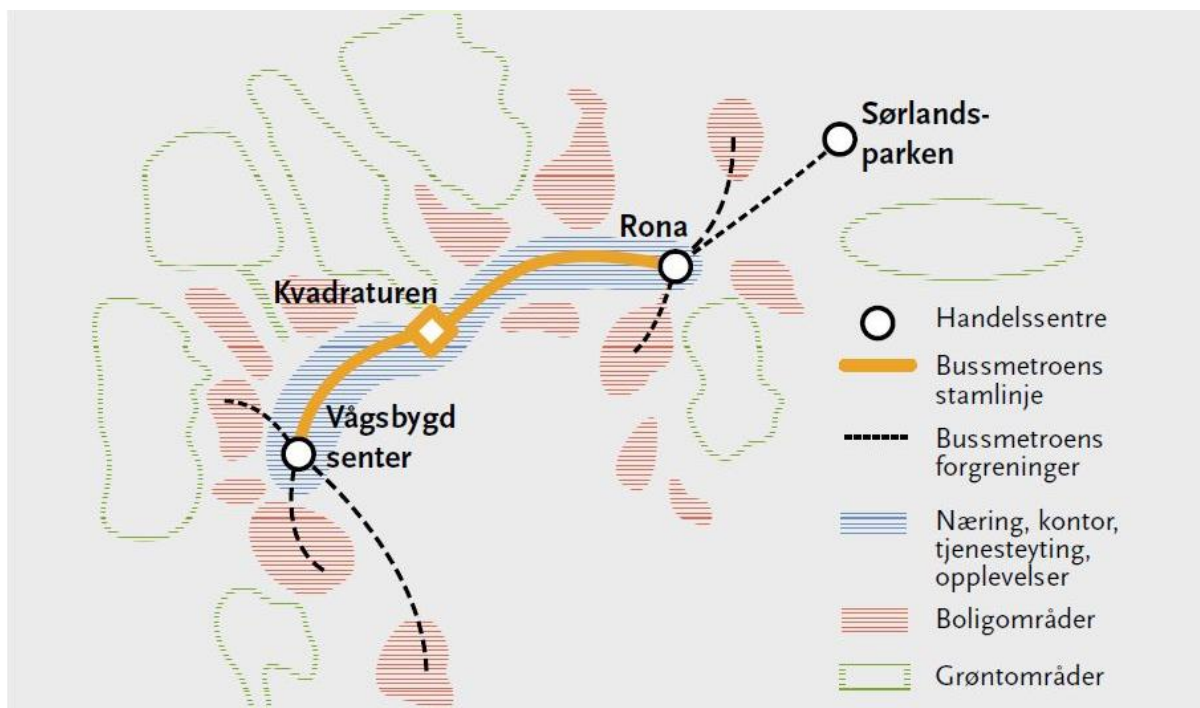 Sørlands-
parken
Rona
Kvadraturen
Vågsbygd
senter
Handelssentre
Bussmetroens
stamlinje
Bussmetroens
forgreninger
Næring, kontor,
tjenesteyting,
opplevelser
Boligområder
Grøntområder